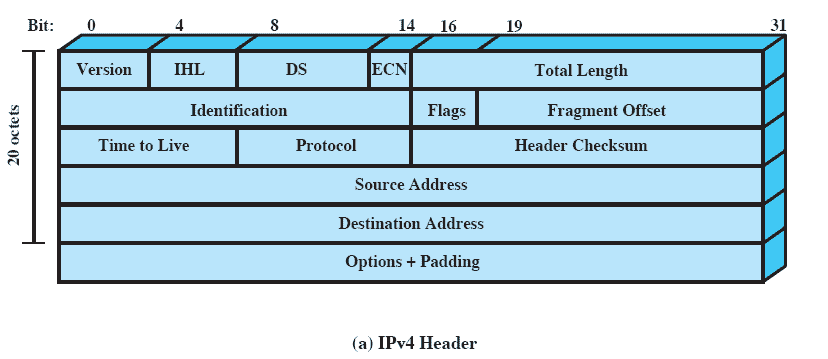 Bit: 0 4 8 14 16 19 31
Version IHL DS ECN Total Length
Identification Flags Fragment Offset
Time to Live Protocol Header Checksum
Source Address
Destination Address
Options + Padding
20 octets
(a) IPv4 Header